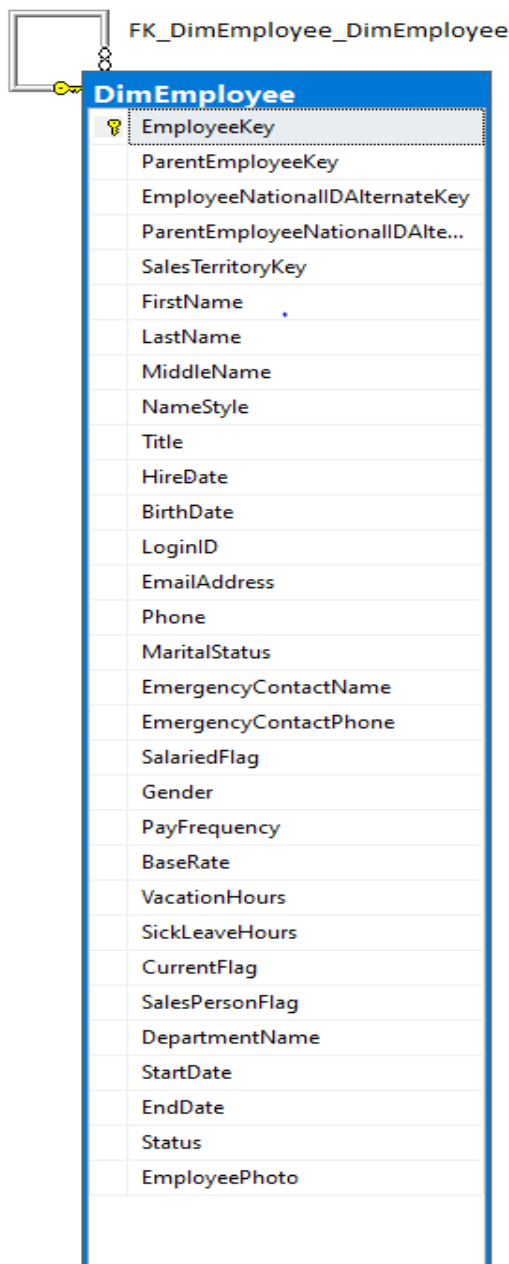 FK_DimEmployee_DimEmployee
DimEmployee
EmployeeKey
ParentEmployeeKey
EmployeeNationalIDAlternateKey
ParentEmployeeNationalIDAlte...
SalesTerritoryKey
FirstName
LastName
MiddleName
NameStyle
Title
HireDate
BirthDate
LoginID
EmailAddress
Phone
MaritalStatus
EmergencyContactName
EmergencyContactPhone
SalariedFlag
Gender
PayFrequency
BaseRate
VacationHours
SickLeaveHours
CurrentFlag
SalesPersonFlag
DepartmentName
StartDate
EndDate
Status
EmployeePhoto